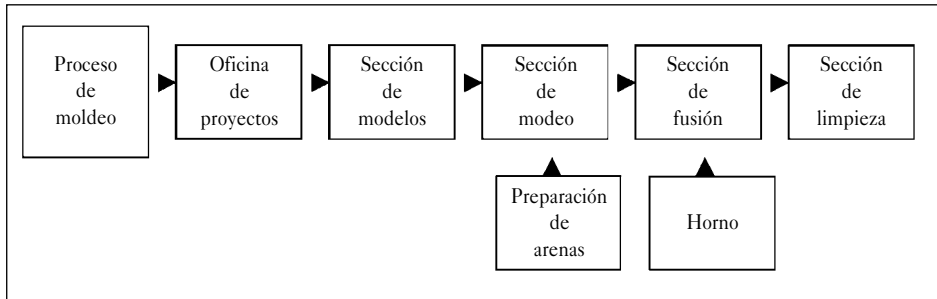 Proceso
de
moldeo
Oficina
de
proyectos
Sección
de
modelos
Sección
de
modeo
Sección
de
fusión
Sección
de
limpieza
Preparación
de
arenas
Horno